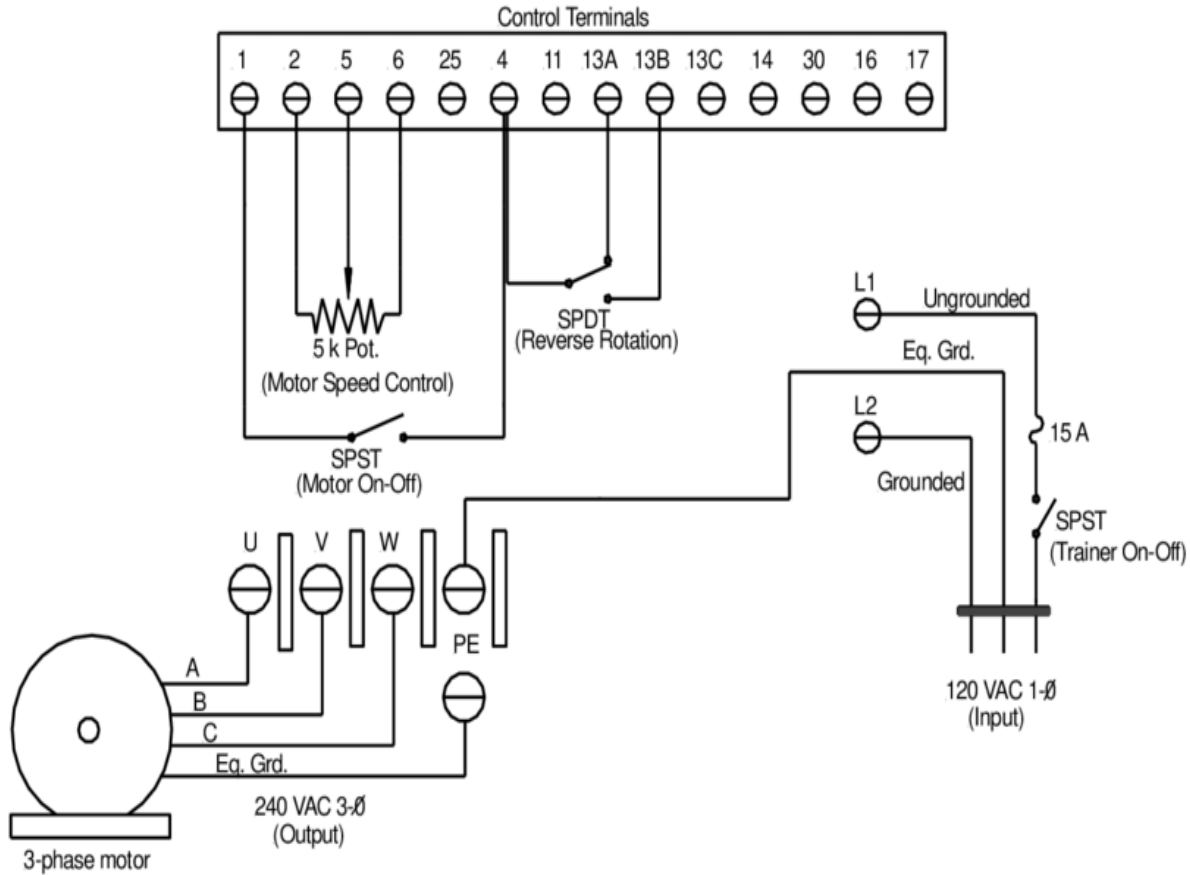 Control Terminals
1 2 5 6 25 4 11 13A 13B 13C 14 30 16 17
5 k Pot.
(Motor Speed Control)
SPDT
(Reverse Rotation)
SPST
(Motor On-Off)
L1
Ungrounded
Eq. Grd.
L2
15 A
Grounded
SPST
(Trainer On-Off)
120 VAC 1-Ø
(Input)
U V W
PE
A
B
C
Eq. Grd.
240 VAC 3-Ø
(Output)
3-phase motor